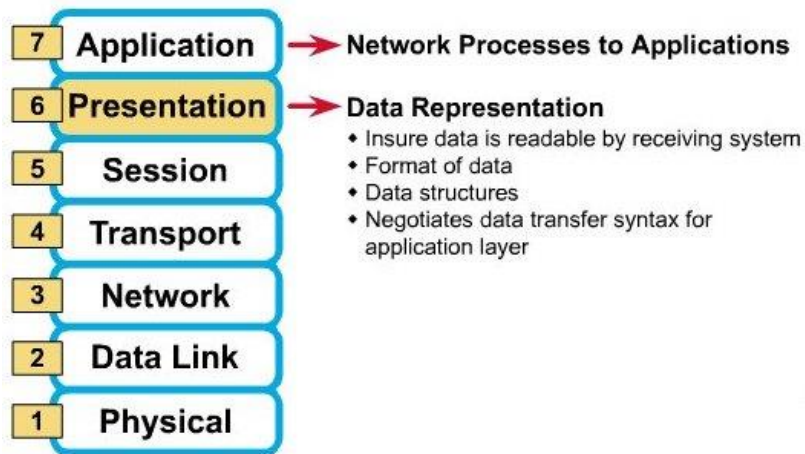 7 Application Network Processes to Applications
6 Presentation Data Representation
• Insure data is readable by receiving system
• Format of data
5 Session
• Data structures
4 Transport
• Negotiates data transfer syntax for
application layer
3 Network
2 Data Link
1 Physical